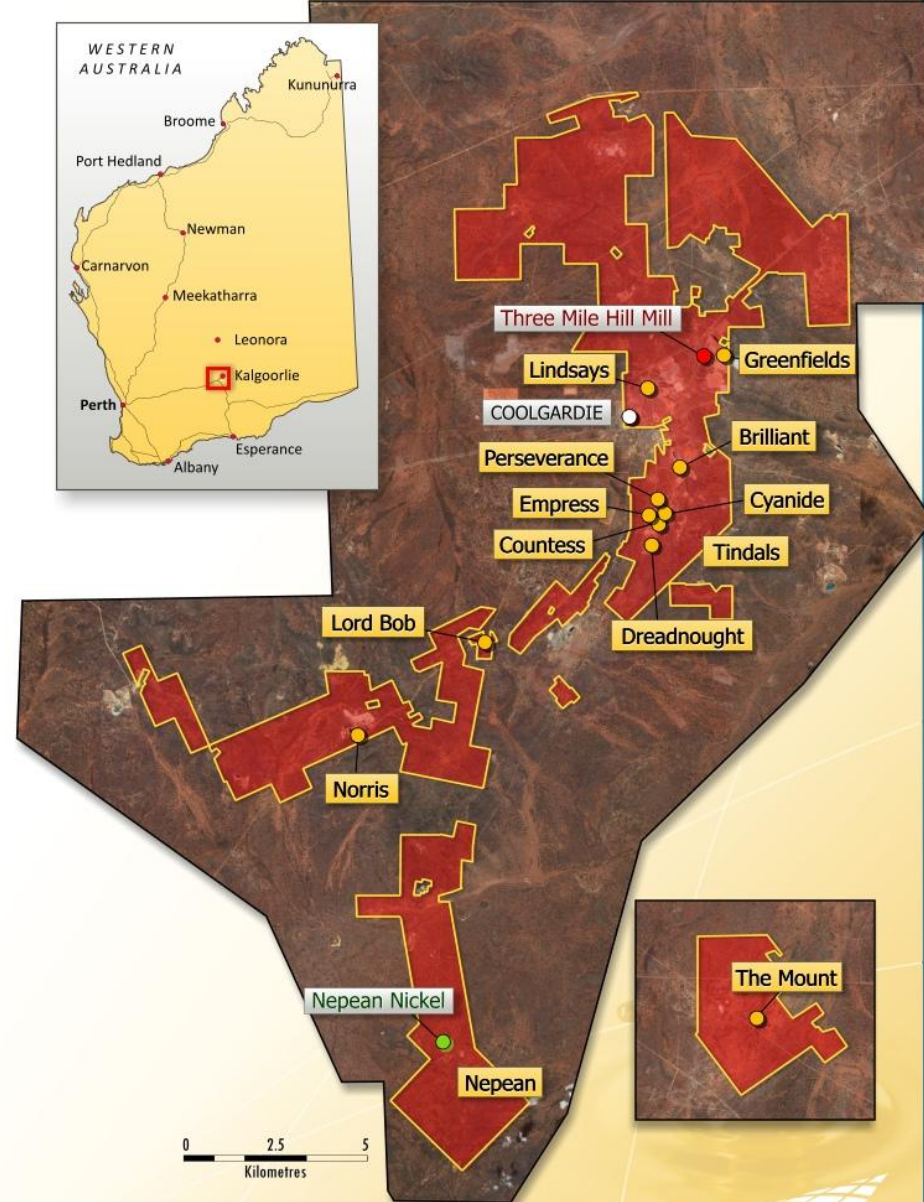 WESTERN
AUSTRALIA
Kununurra
Broome
Port Hedland
Newman
Carnarvon
Meekatharra
Leonora
Kalgoorlie
Perth
Esperance
Albany
Three Mile Hill Mill
Greenfields
Lindsays
COOLGARDIE
Brilliant
Perseverance
Cyanide
Empress
Countess
Tindals
Dreadnought
Lord Bob
Norris
The Mount
Nepean Nickel
Nepean
0 2.5 5
Kilometres